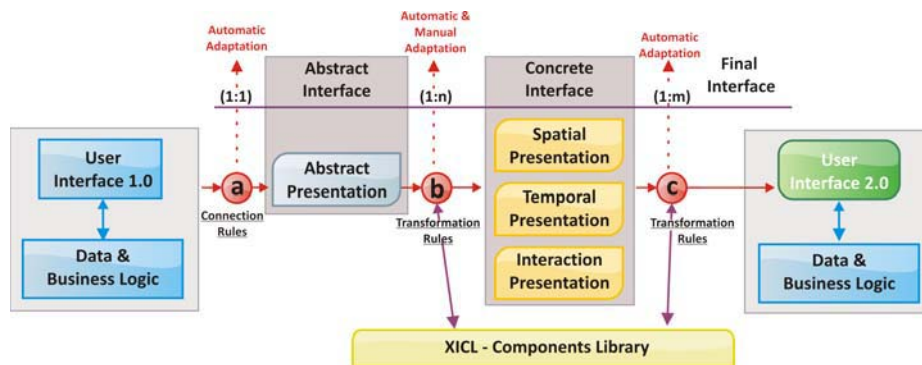 Automatic
Adaptation
Automatic &
Manual
Adaptation
Automatic
Adaptation
Abstract
Interface
Concrete
Interface
Final
Interface
(1:1)
(1:n)
(1:m)
User
Interface 1.0
Data &
Business Logic
a
Connection
Rules
Abstract
Presentation
b
Transformation
Rules
Spatial
Presentation
Temporal
Presentation
Interaction
Presentation
c
Transformation
Rules
User
Interface 2.0
Data &
Business Logic
XICL - Components Library